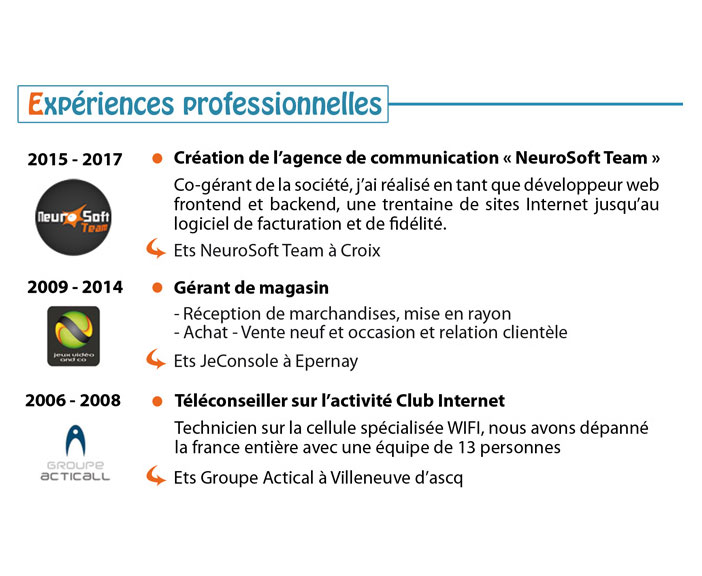 Expériences professionnelles
2015 - 2017
Création de l’agence de communication « NeuroSoft Team »
NeuroSoft
Team
Co-gérant de la société, j’ai réalisé en tant que développeur web
frontend et backend, une trentaine de sites Internet jusqu’au
logiciel de facturation et de fidélité.
Ets NeuroSoft Team à Croix
2009 - 2014
Gérant de magasin
jeux vidéo
and co
- Réception de marchandises, mise en rayon
- Achat - Vente neuf et occasion et relation clientèle
Ets JeConsole à Epernay
2006 - 2008
Téléconseiller sur l’activité Club Internet
GROUPE
ACTICALL
Technicien sur la cellule spécialisée WIFI, nous avons dépanné
la france entière avec une équipe de 13 personnes
Ets Groupe Actical à Villeneuve d’ascq